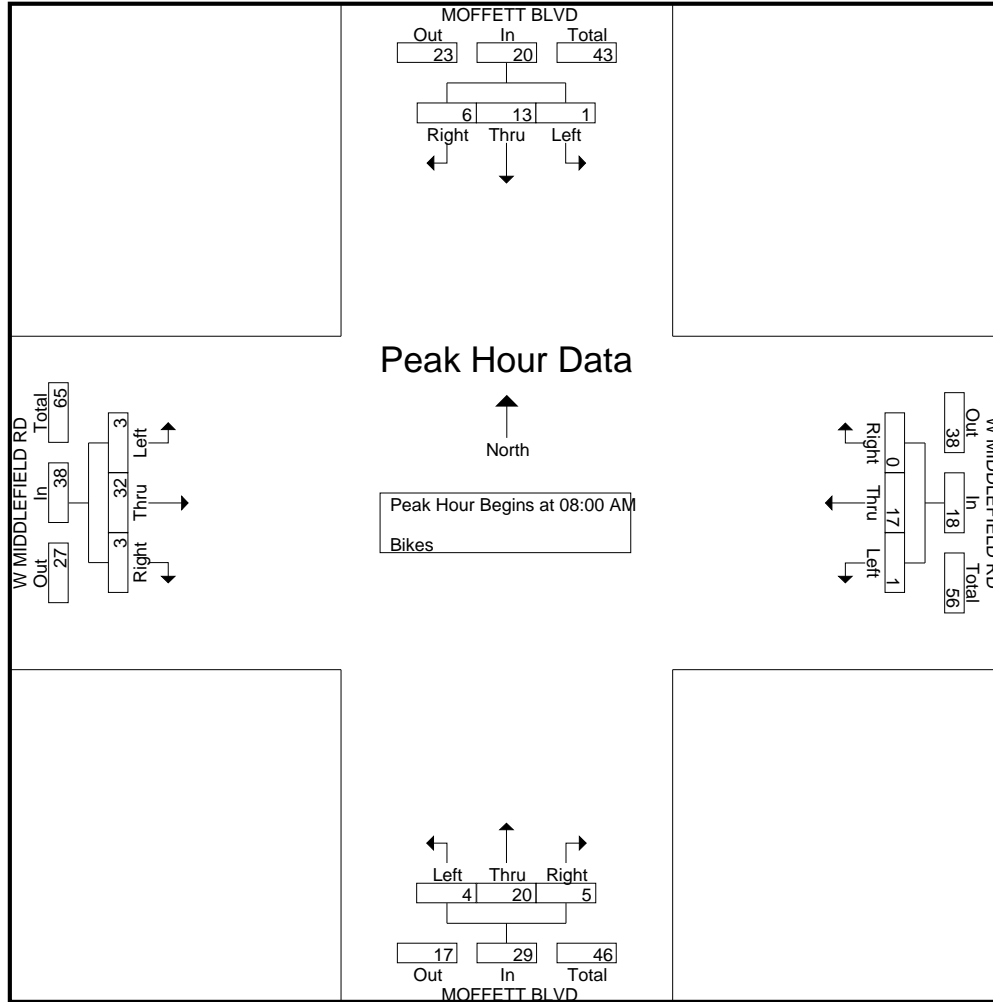 MOFFETT BLVD
Out In Total
23 20 43
6 13 1
Right Thru Left
Peak Hour Data
North
Peak Hour Begins at 08:00 AM
Bikes
W MIDDLEFIELD RD
Out In Total
27 38 65
3 32 3
Right Thru Left
W MIDDLEFIELD RD
Out In Total
38 18 56
0 17 1
Right Thru Left
Left Thru Right
4 20 5
17 29 46
Out In Total
MOFFETT BLVD